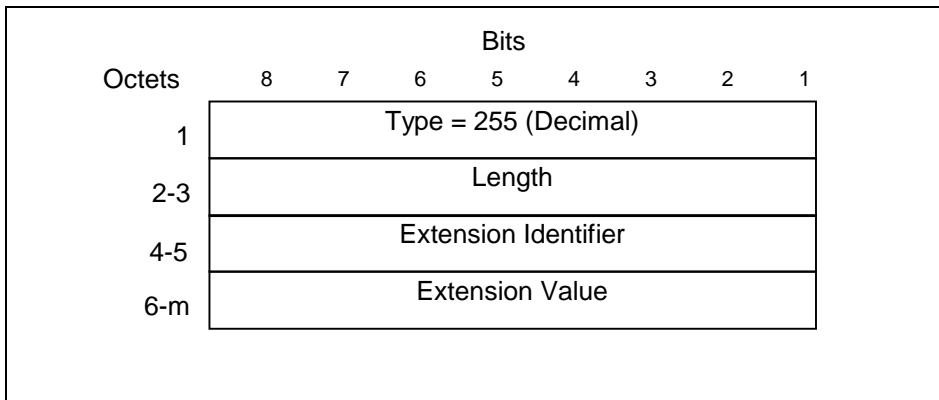 Bits
Octets 8 7 6 5 4 3 2 1
1 Type = 255 (Decimal)
2-3 Length
4-5 Extension Identifier
6-m Extension Value